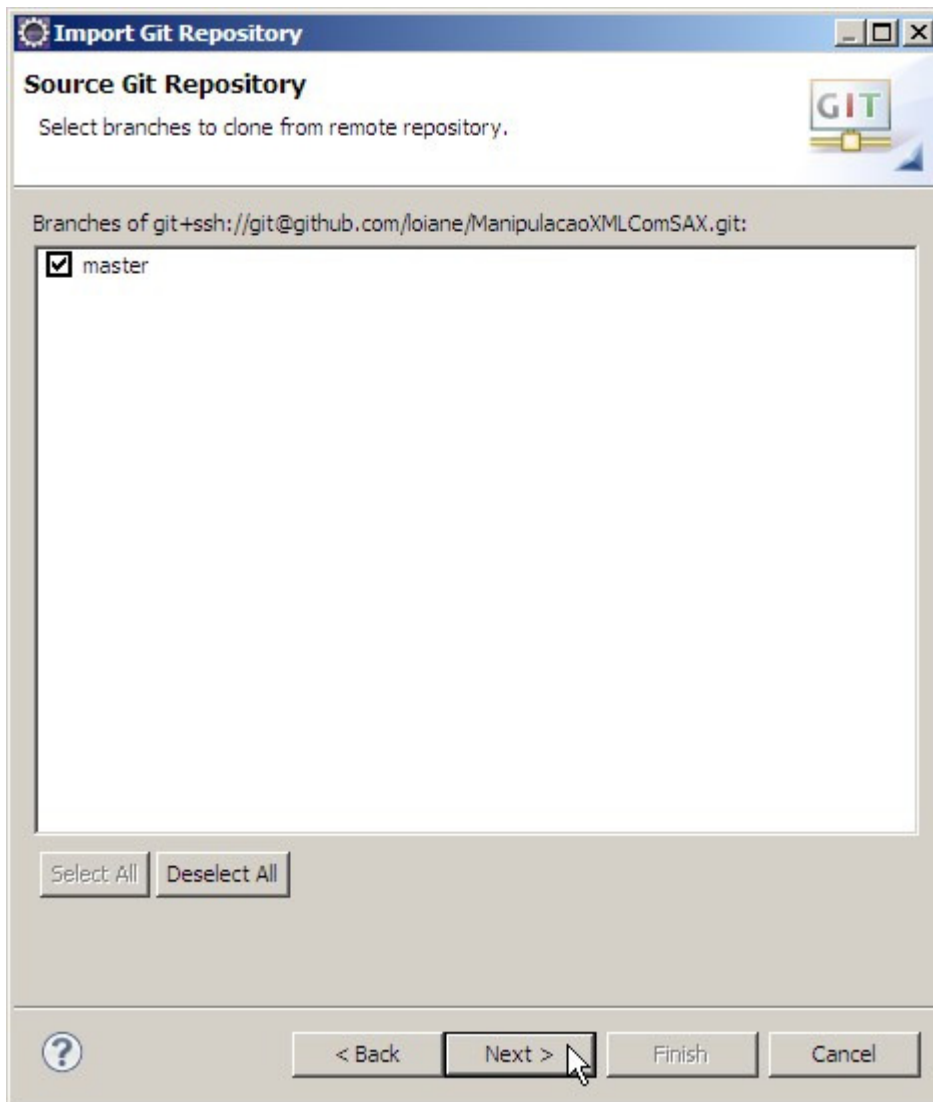 Import Git Repository
Source Git Repository
Select branches to clone from remote repository.
GIT
Branches of git+ssh://git@github.com/loiane/ManipulacaoXMLComSAX.git:
master
Select All
Deselect All
?
< Back
Next >
Finish
Cancel